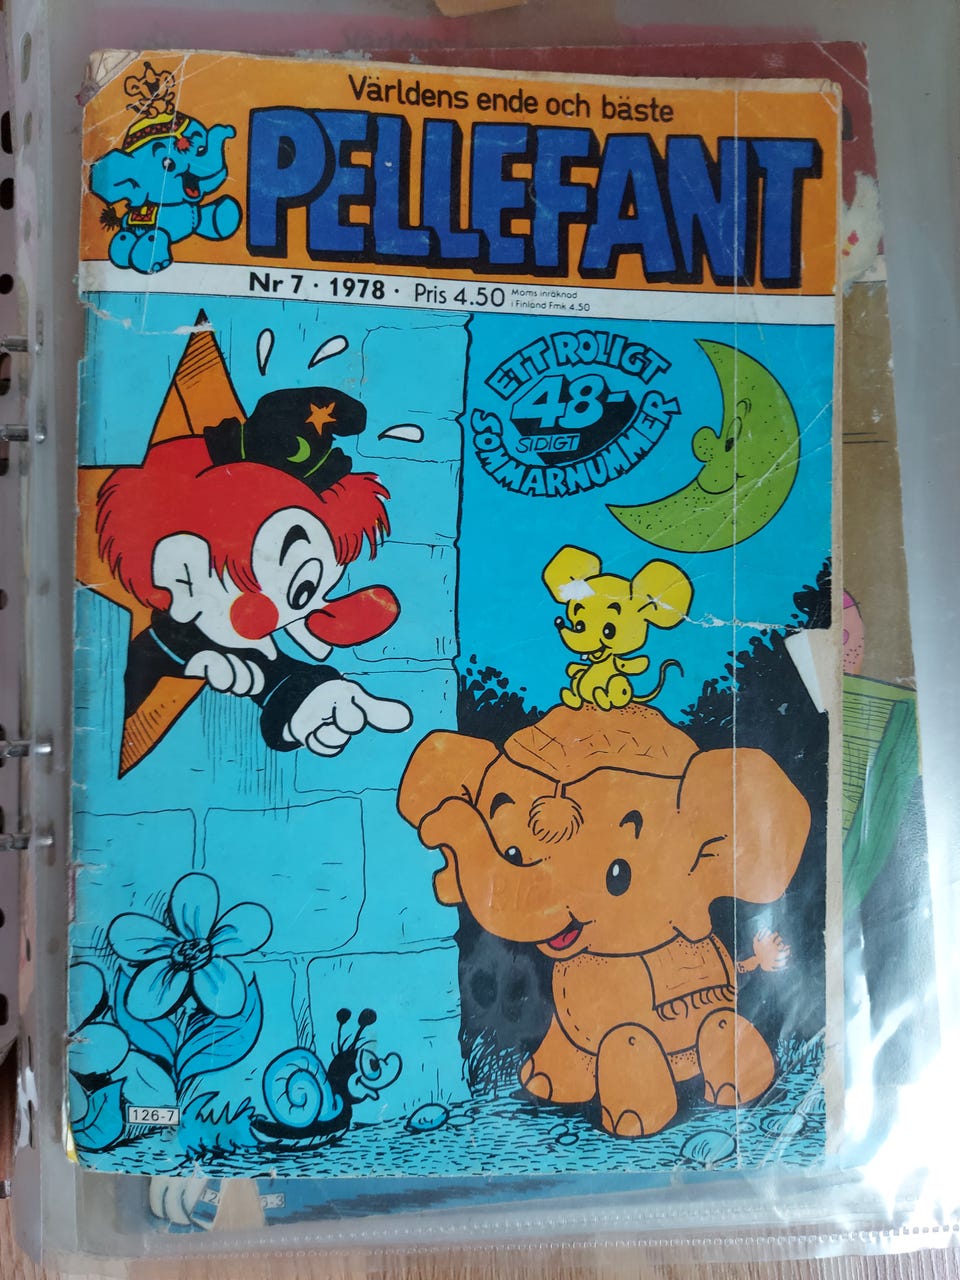 Världens ende och bäste
PELLEFANT
Nr 7 · 1978 · Pris 4.50 Moms inräknad
i Finland Fmk 4.50
ETT ROLIGT
48-
SIDIGT
SOMMARNUMMER
126-7